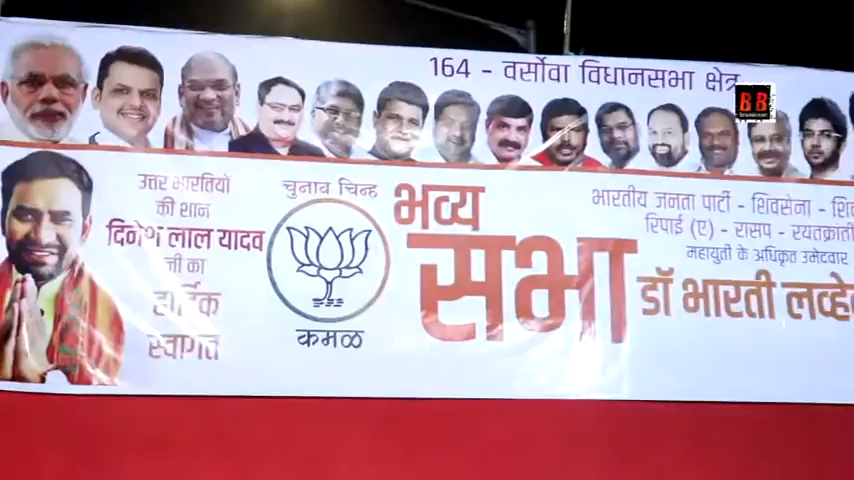 164 - वर्सोवा विधानसभा क्षेत्र
BB
उत्तर भारतियो
की शान
दिनेश लाल यादव
जी का
हार्दिक
स्वागत
चुनाव चिन्ह
कमळ
भव्य
सभा
भारतीय जनता पार्टी - शिवसेना -
रिपाई (ए) - रासप - रयतक्रांती
महायुती के अधिकृत उमेदवार
डॉ भारती लव्हेकर